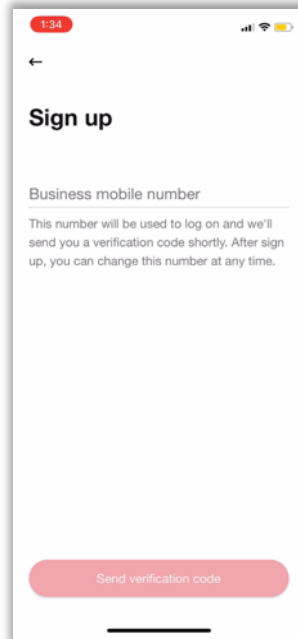 1:34
Sign up
Business mobile number
This number will be used to log on and we'll
send you a verification code shortly. After sign
up, you can change this number at any time.
Send verification code